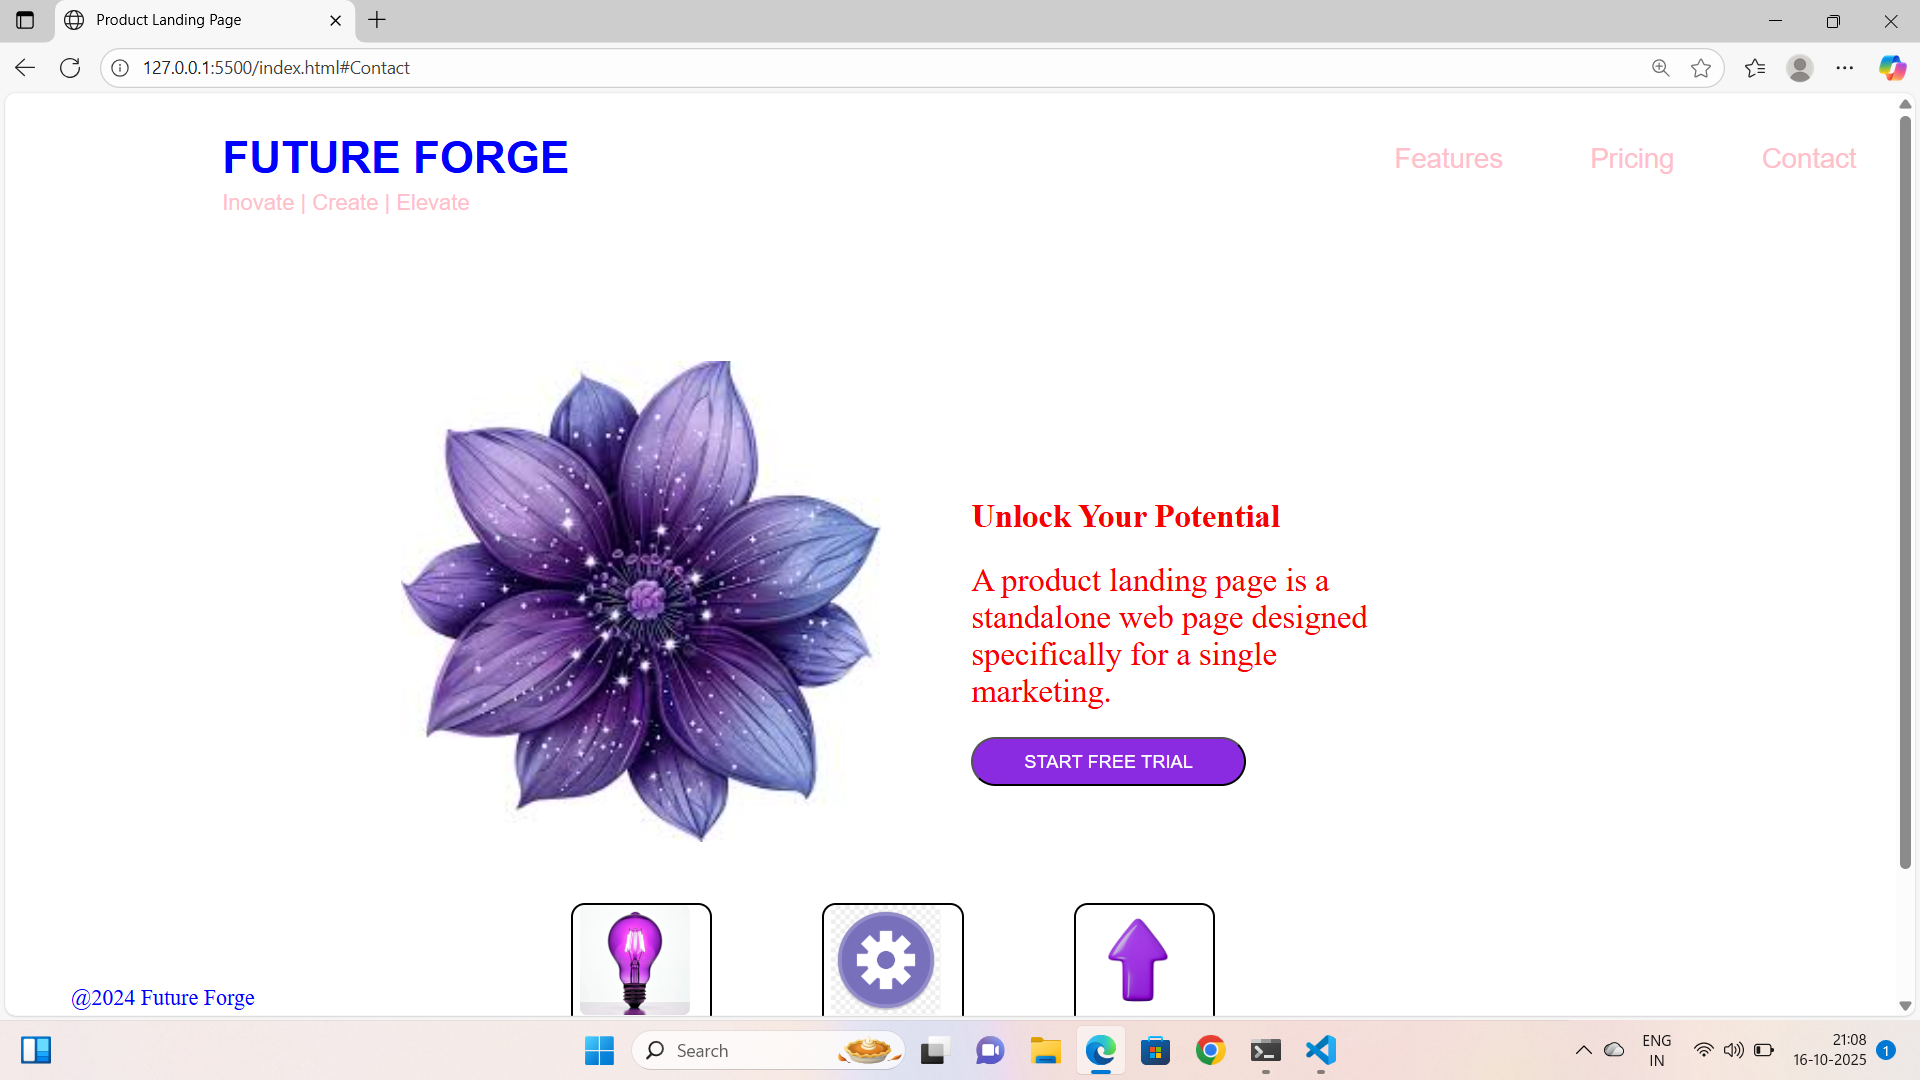 Product Landing Page
127.0.0.1:5500/index.html#Contact
FUTURE FORGE
Features
Pricing
Contact
Inovate | Create | Elevate
Unlock Your Potential
A product landing page is a
standalone web page designed
specifically for a single
marketing.
START FREE TRIAL
@2024 Future Forge
Search
ENG
IN
21:08
16-10-2025
1